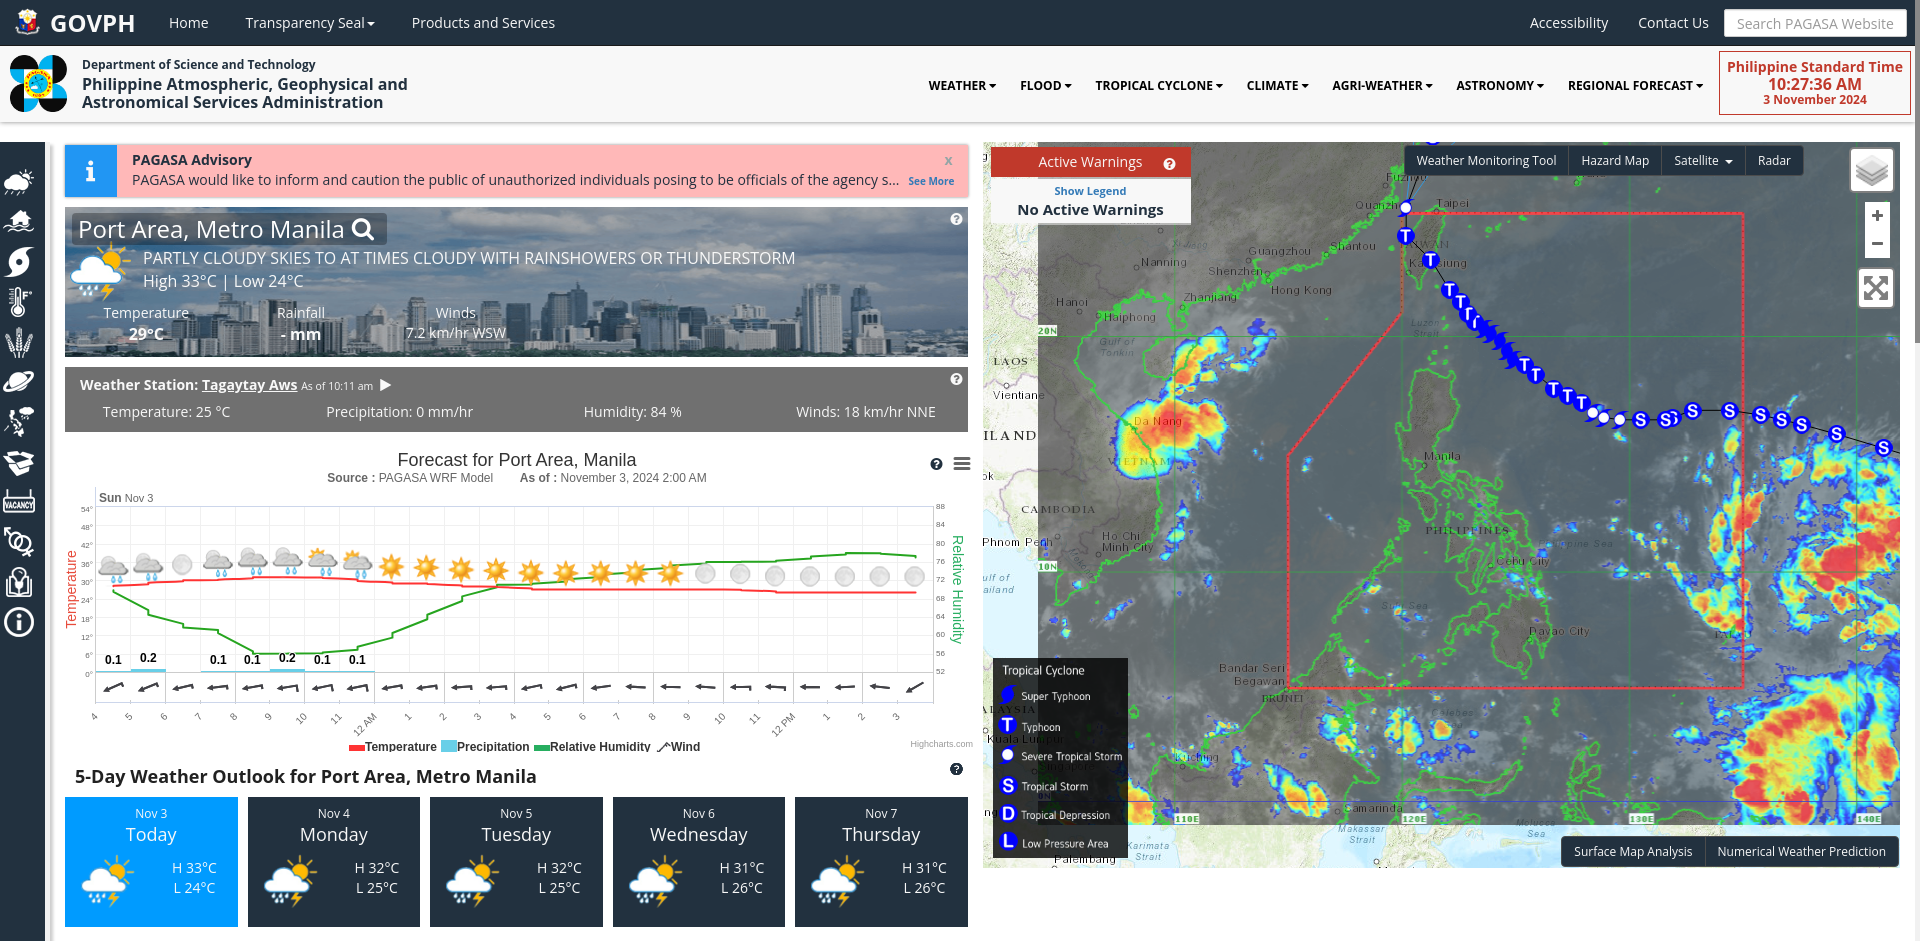 GOVPH Home Transparency Seal Products and Services Accessibility Contact Us Search PAGASA Website
Department of Science and Technology
Philippine Atmospheric, Geophysical and
Astronomical Services Administration
WEATHER FLOOD TROPICAL CYCLONE CLIMATE AGRI-WEATHER ASTRONOMY REGIONAL FORECAST
Philippine Standard Time
10:27:36 AM
3 November 2024
VACANCY
PAGASA Advisory x
PAGASA would like to inform and caution the public of unauthorized individuals posing to be officials of the agency s... See More
Port Area, Metro Manila
PARTLY CLOUDY SKIES TO AT TIMES CLOUDY WITH RAINSHOWERS OR THUNDERSTORM
High 33°C | Low 24°C
Temperature Rainfall Winds
29°C - mm 7.2 km/hr WSW
Weather Station: Tagaytay Aws As of 10:11 am
Temperature: 25 °C Precipitation: 0 mm/hr Humidity: 84 % Winds: 18 km/hr NNE
Forecast for Port Area, Manila
Source : PAGASA WRF Model As of : November 3, 2024 2:00 AM
Sun Nov 3
Temperature
54°
48°
42°
36°
30°
24°
18°
12°
6°
0°
88
84
80
76
72
68
64
60
56
52
Relative Humidity
0.1 0.2 0.1 0.1 0.2 0.1 0.1
4 5 6 7 8 9 10 11 12 AM 1 2 3 4 5 6 7 8 9 10 11 12 PM 1 2 3
Temperature Precipitation Relative Humidity Wind
Highcharts.com
5-Day Weather Outlook for Port Area, Metro Manila
Nov 3
Today
H 33°C
L 24°C
Nov 4
Monday
H 32°C
L 25°C
Nov 5
Tuesday
H 32°C
L 25°C
Nov 6
Wednesday
H 31°C
L 26°C
Nov 7
Thursday
H 31°C
L 26°C
Active Warnings
Show Legend
No Active Warnings
Weather Monitoring Tool Hazard Map Satellite Radar
+
−
Taipei
Quanzh
Guangzhou
Shantou
Nanning
Shenzhen
Hong Kong
Zhanjiang
Hanoi
Haiphong
Gulf of
Tonkin
Luzon
Strait
20N
LAOS
Vientiane
Da Nang
VIETNAM
ILAND
Manila
CAMBODIA
Phnom Penh
Ho Chi
Minh City
PHILIPPINES
Cebu City
10N
ulf of
ailand
Sulu Sea
Davao City
Bandar Seri
Begawan
BRUNEI
Kuching
Samarinda
110E
120E
130E
140E
Makassar
Strait
Karimata
Strait
Palembang
Tropical Cyclone
Super Typhoon
T Typhoon
Severe Tropical Storm
S Tropical Storm
D Tropical Depression
L Low Pressure Area
Surface Map Analysis Numerical Weather Prediction